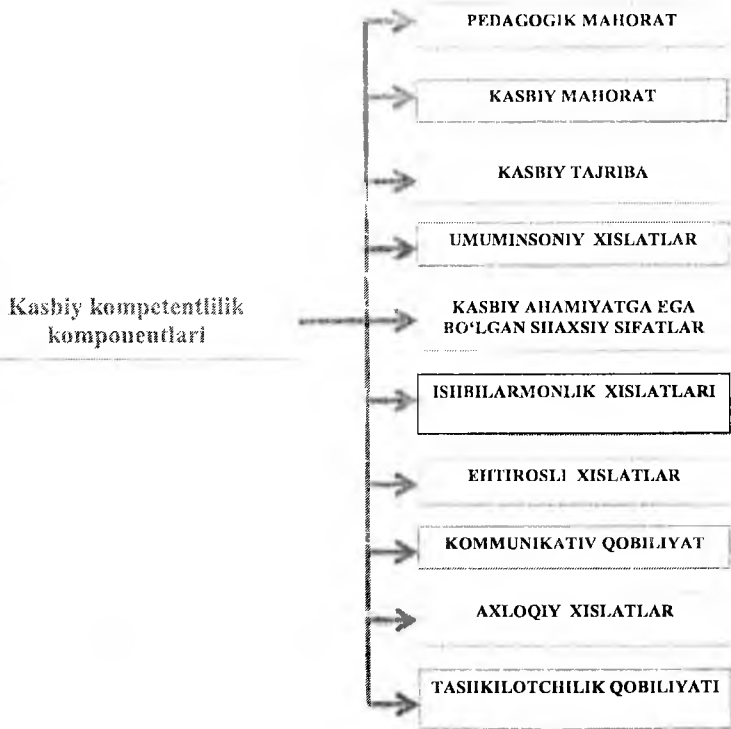 PEDAGOGIK MAHORAT
KASBIY MAHORAT
KASBIY TAJRIBA
UMUMINSONIY XISLATLAR
Kasbiy kompetentlilik
komponentlari
KASBIY AHAMIYATGA EGA
BO‘LGAN SHAXSIY SIFATLAR
ISHBILARMONLIK XISLATLARI
EHTIROSLI XISLATLAR
KOMMUNIKATIV QOBILIYAT
AXLOQIY XISLATLAR
TASHKILOTCHILIK QOBILIYATI